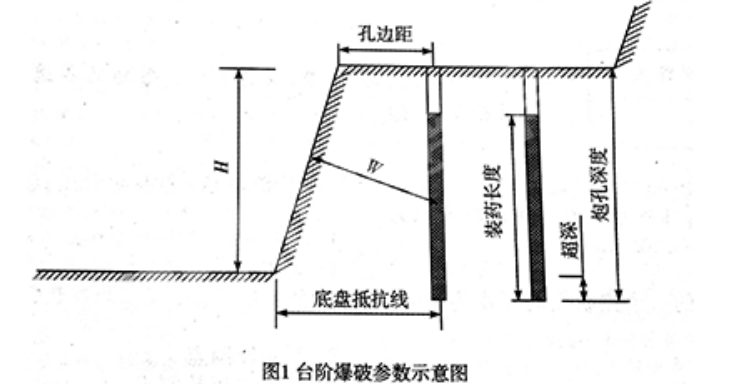 孔边距
H
W
装药长度
超深
炮孔深度
底盘抵抗线
图1 台阶爆破参数示意图